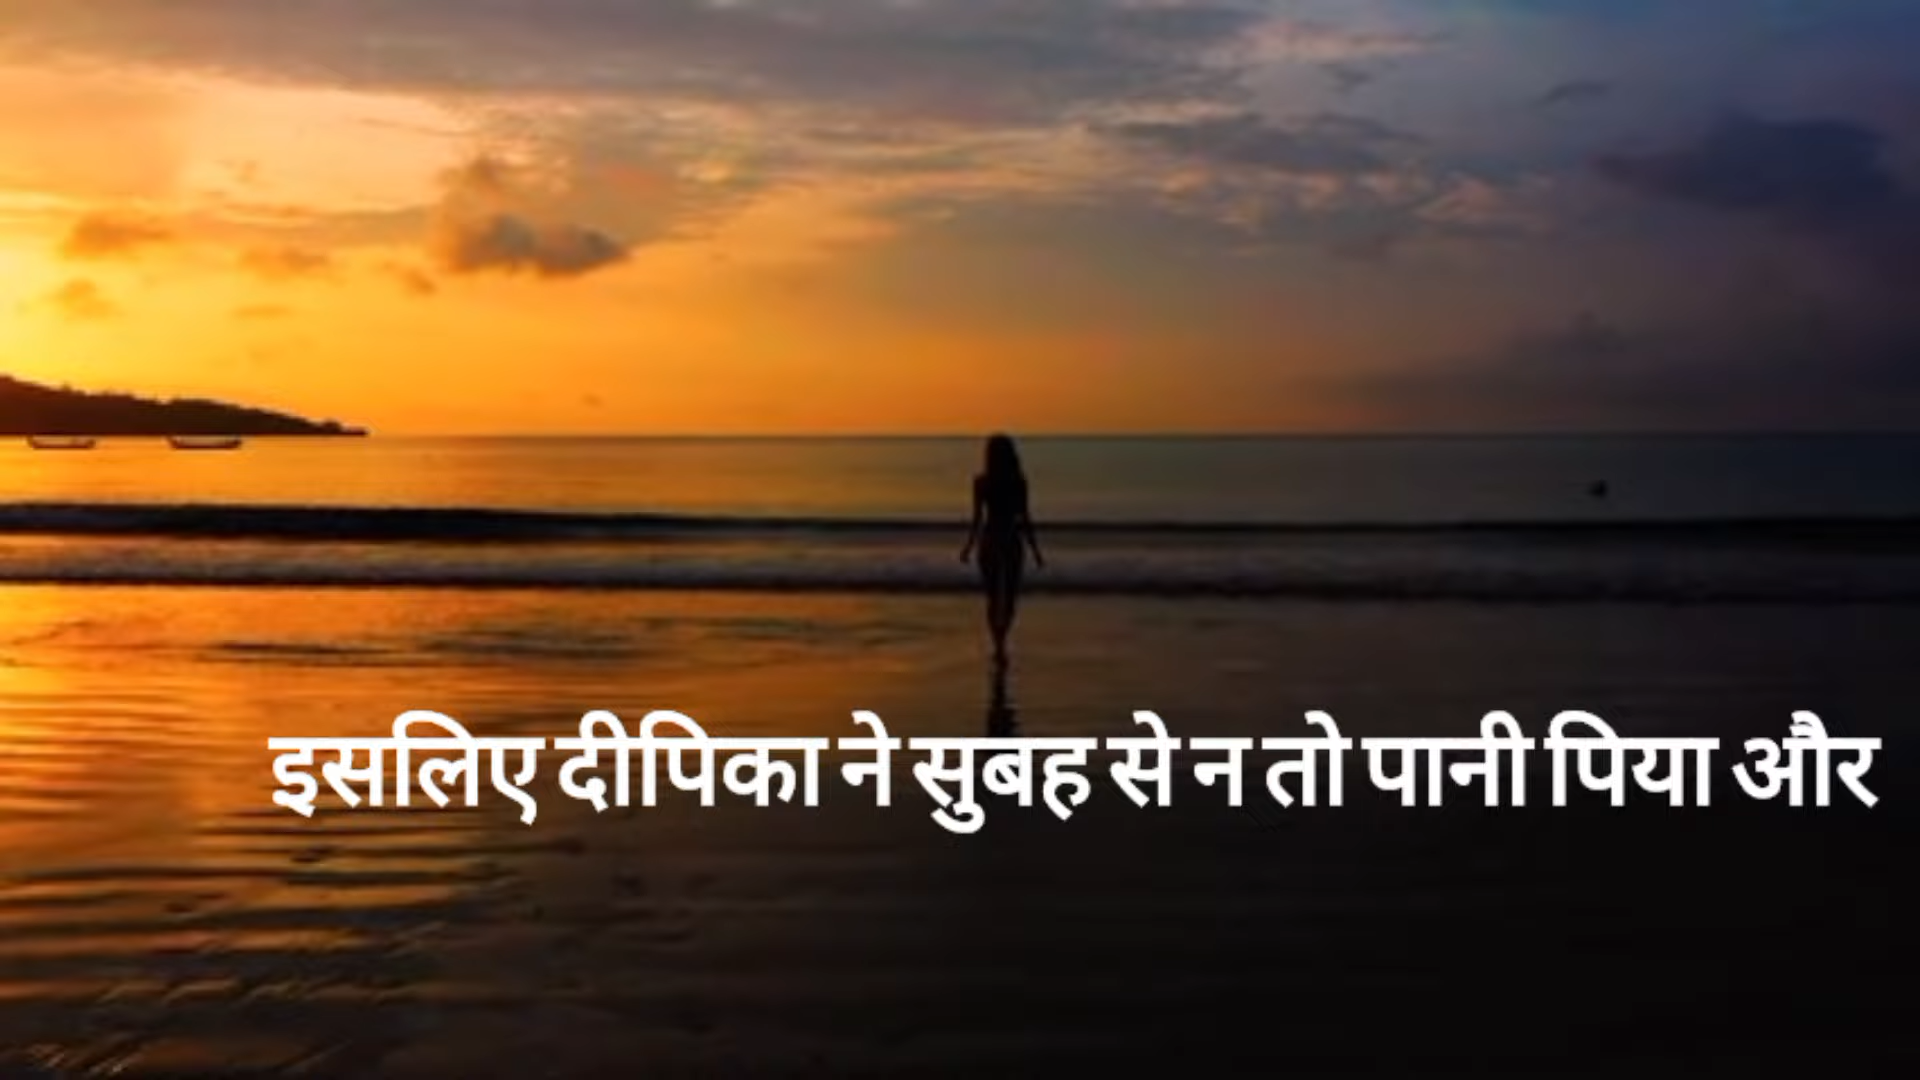 इसलिए दीपिका ने सुबह से न तो पानी पिया और